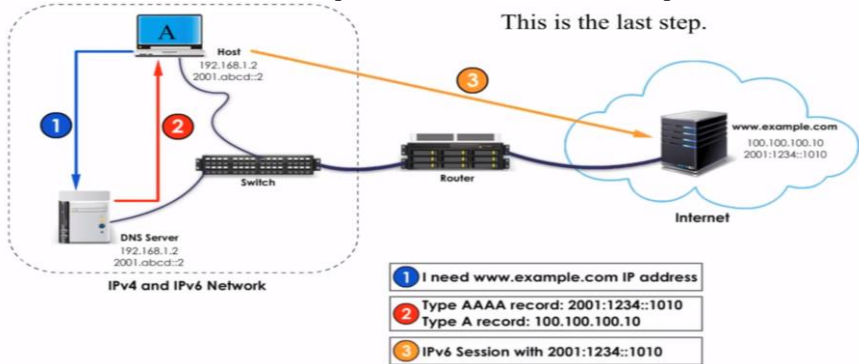 This is the last step.
A
Host
192.168.1.2
2001.abcd::2
3
1
2
www.example.com
100.100.100.10
2001:1234::1010
Switch
Router
Internet
DNS Server
192.168.1.2
2001.abcd::2
IPv4 and IPv6 Network
1 I need www.example.com IP address
2 Type AAAA record: 2001:1234::1010
Type A record: 100.100.100.10
3 IPv6 Session with 2001:1234::1010